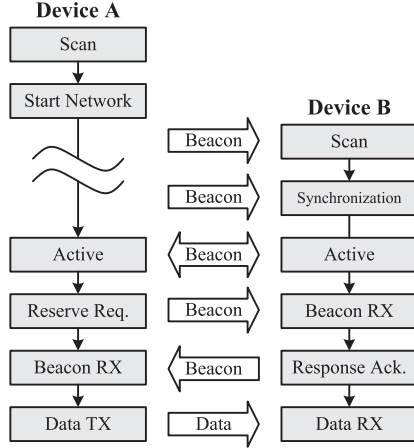 Device A
Scan
Start Network
Device B
Beacon
Scan
Beacon
Synchronization
Active
Beacon
Active
Reserve Req.
Beacon
Beacon RX
Beacon RX
Beacon
Response Ack.
Data TX
Data
Data RX